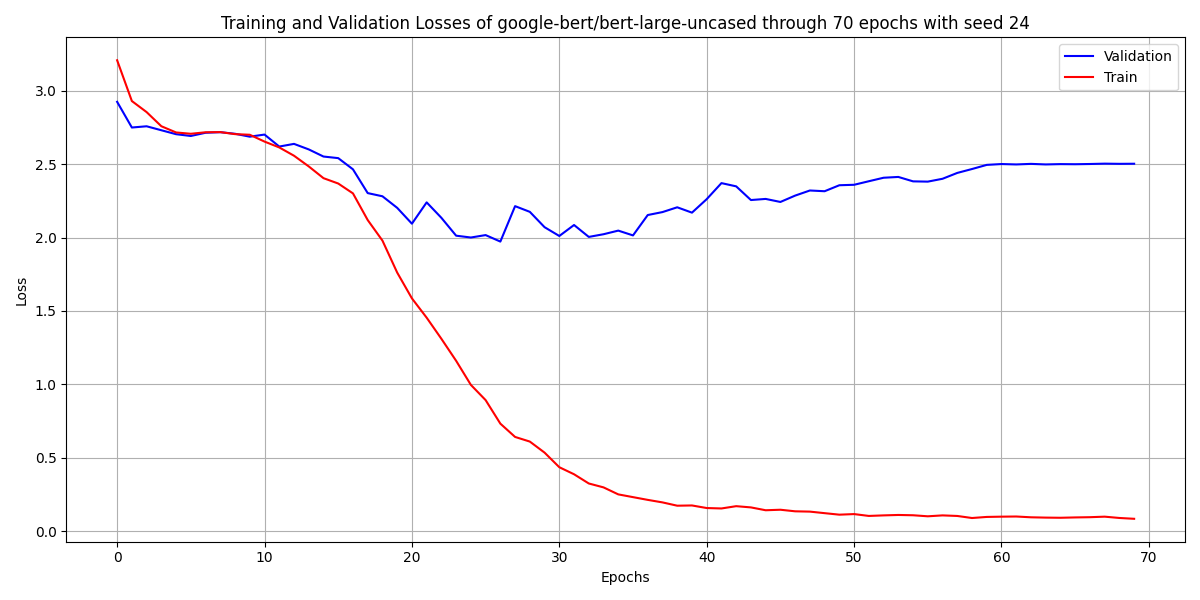 Training and Validation Losses of google-bert/bert-large-uncased through 70 epochs with seed 24
Validation
Train
3.0
2.5
2.0
1.5
1.0
0.5
0.0
Loss
0 10 20 30 40 50 60 70
Epochs